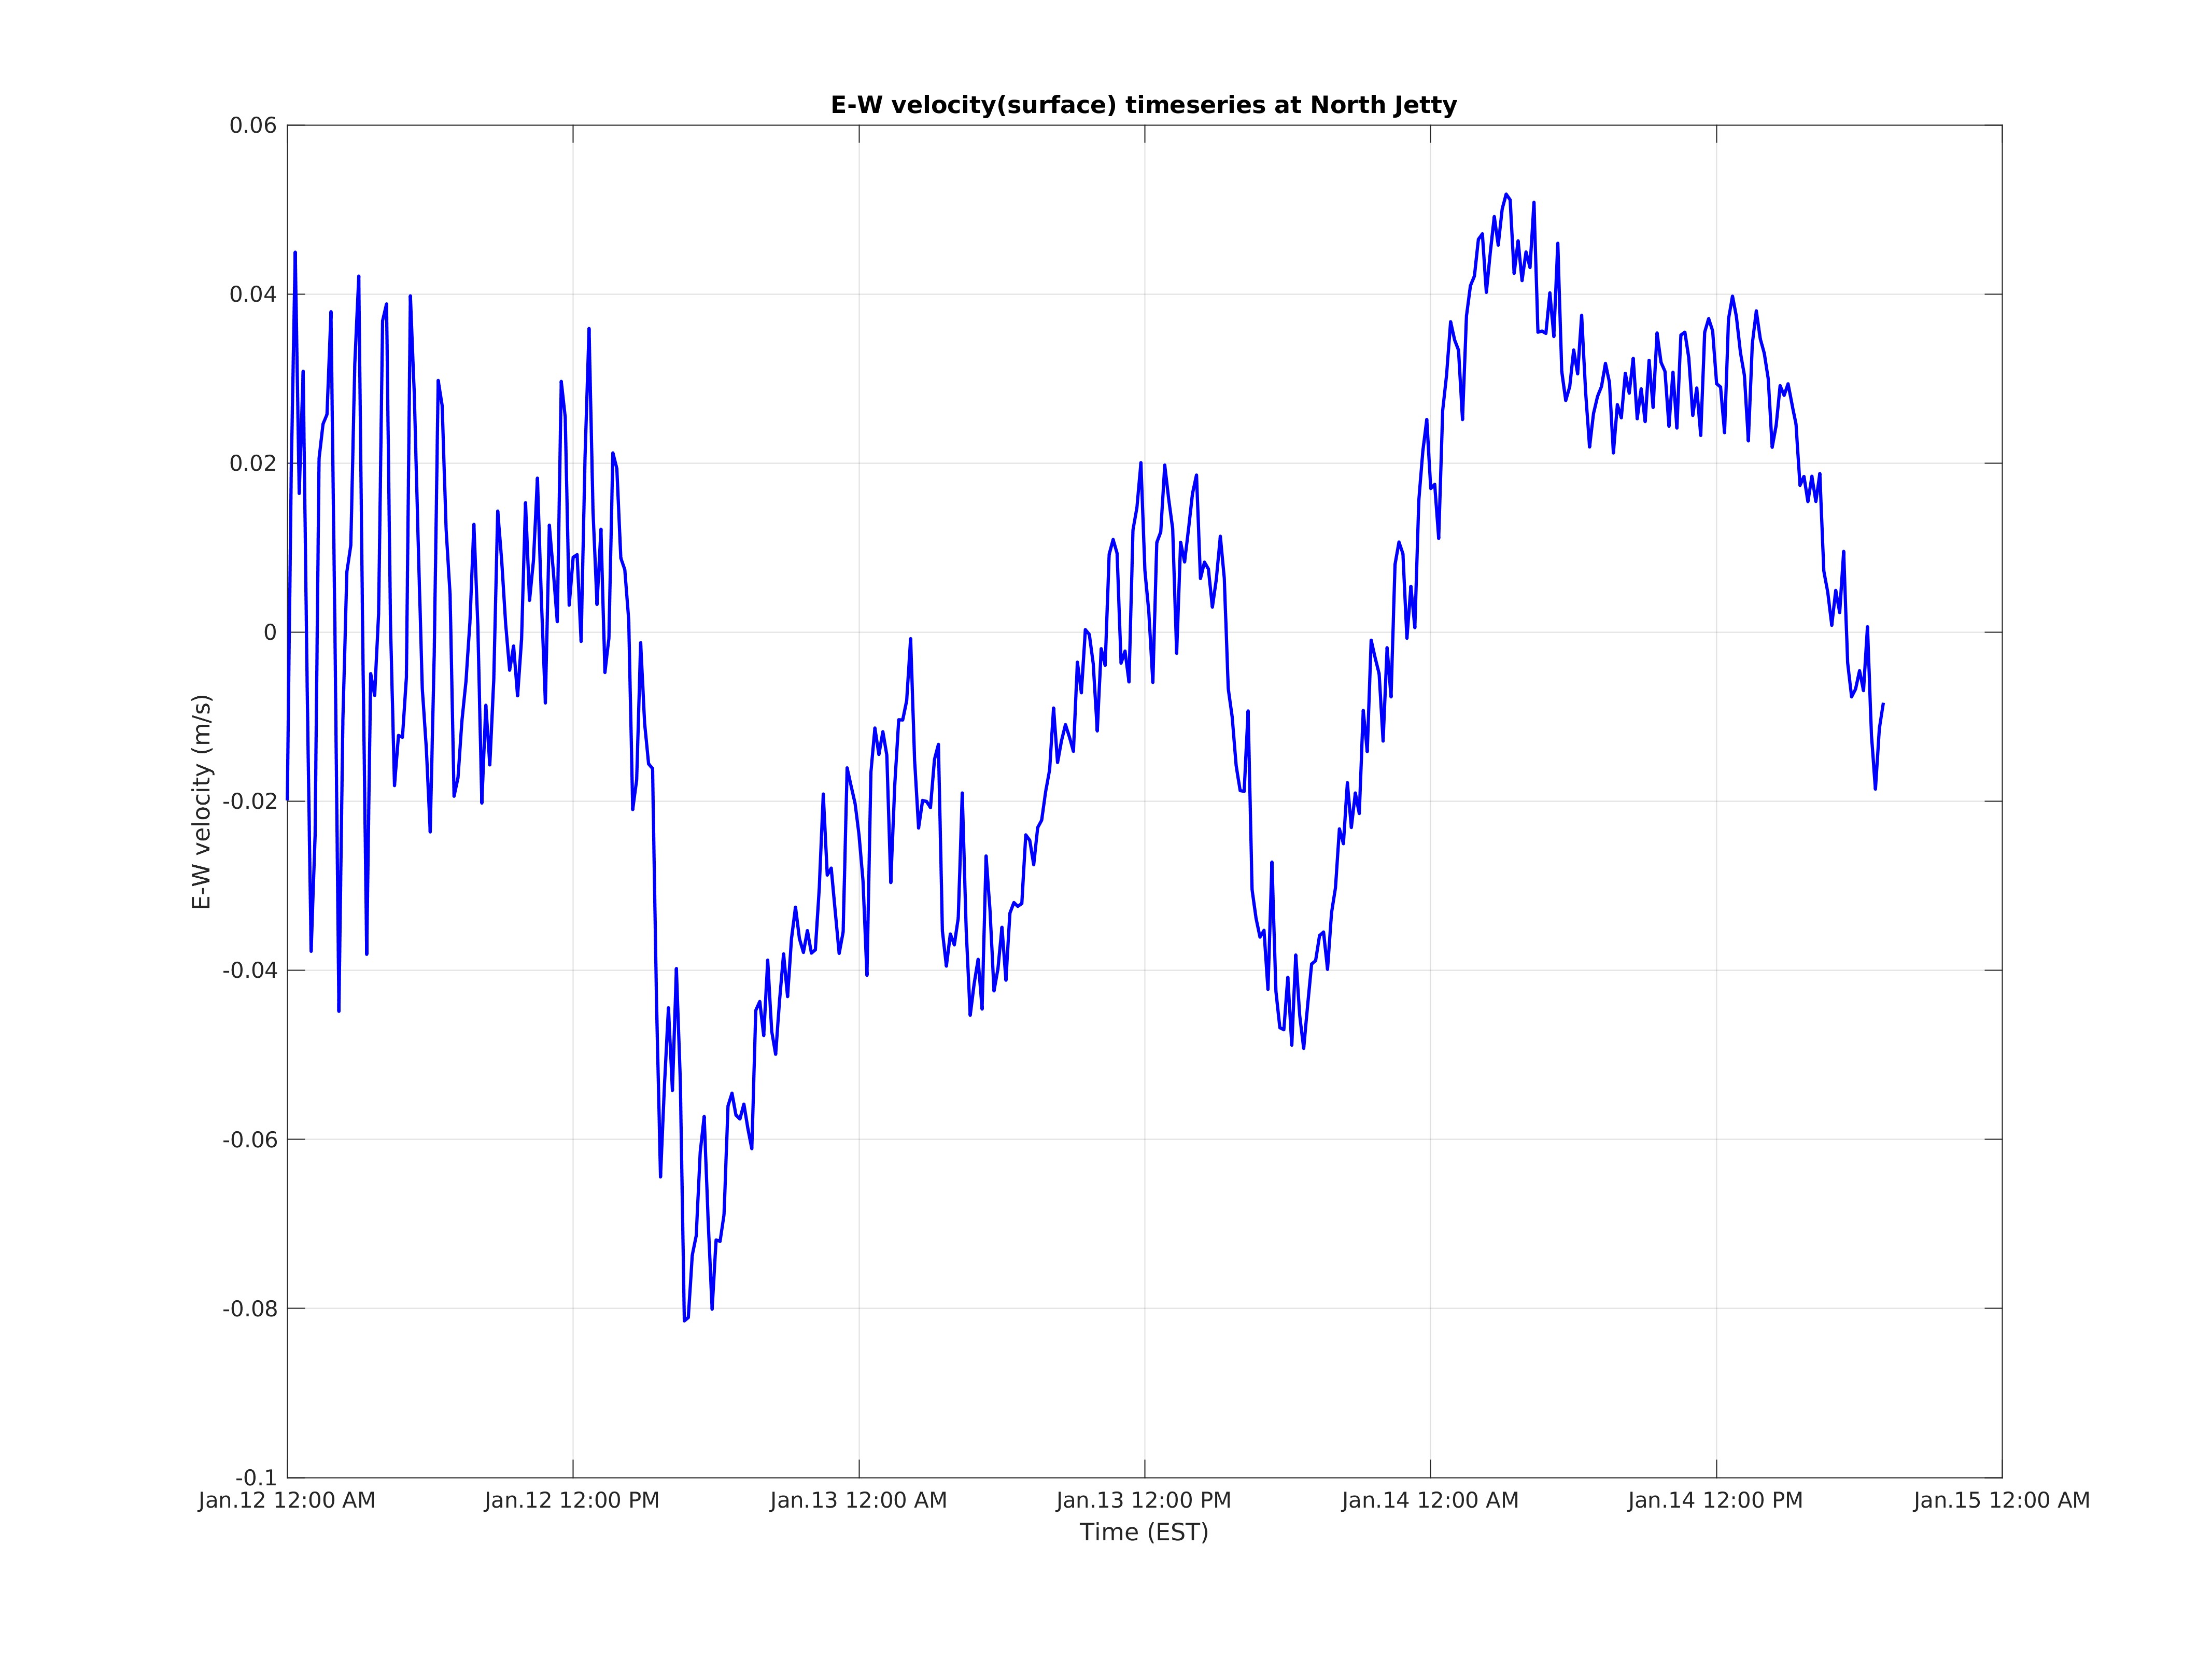 E-W velocity(surface) timeseries at North Jetty
0.06
0.04
0.02
0
-0.02
-0.04
-0.06
-0.08
-0.1
E-W velocity (m/s)
Jan.12 12:00 AM Jan.12 12:00 PM Jan.13 12:00 AM Jan.13 12:00 PM Jan.14 12:00 AM Jan.14 12:00 PM Jan.15 12:00 AM
Time (EST)